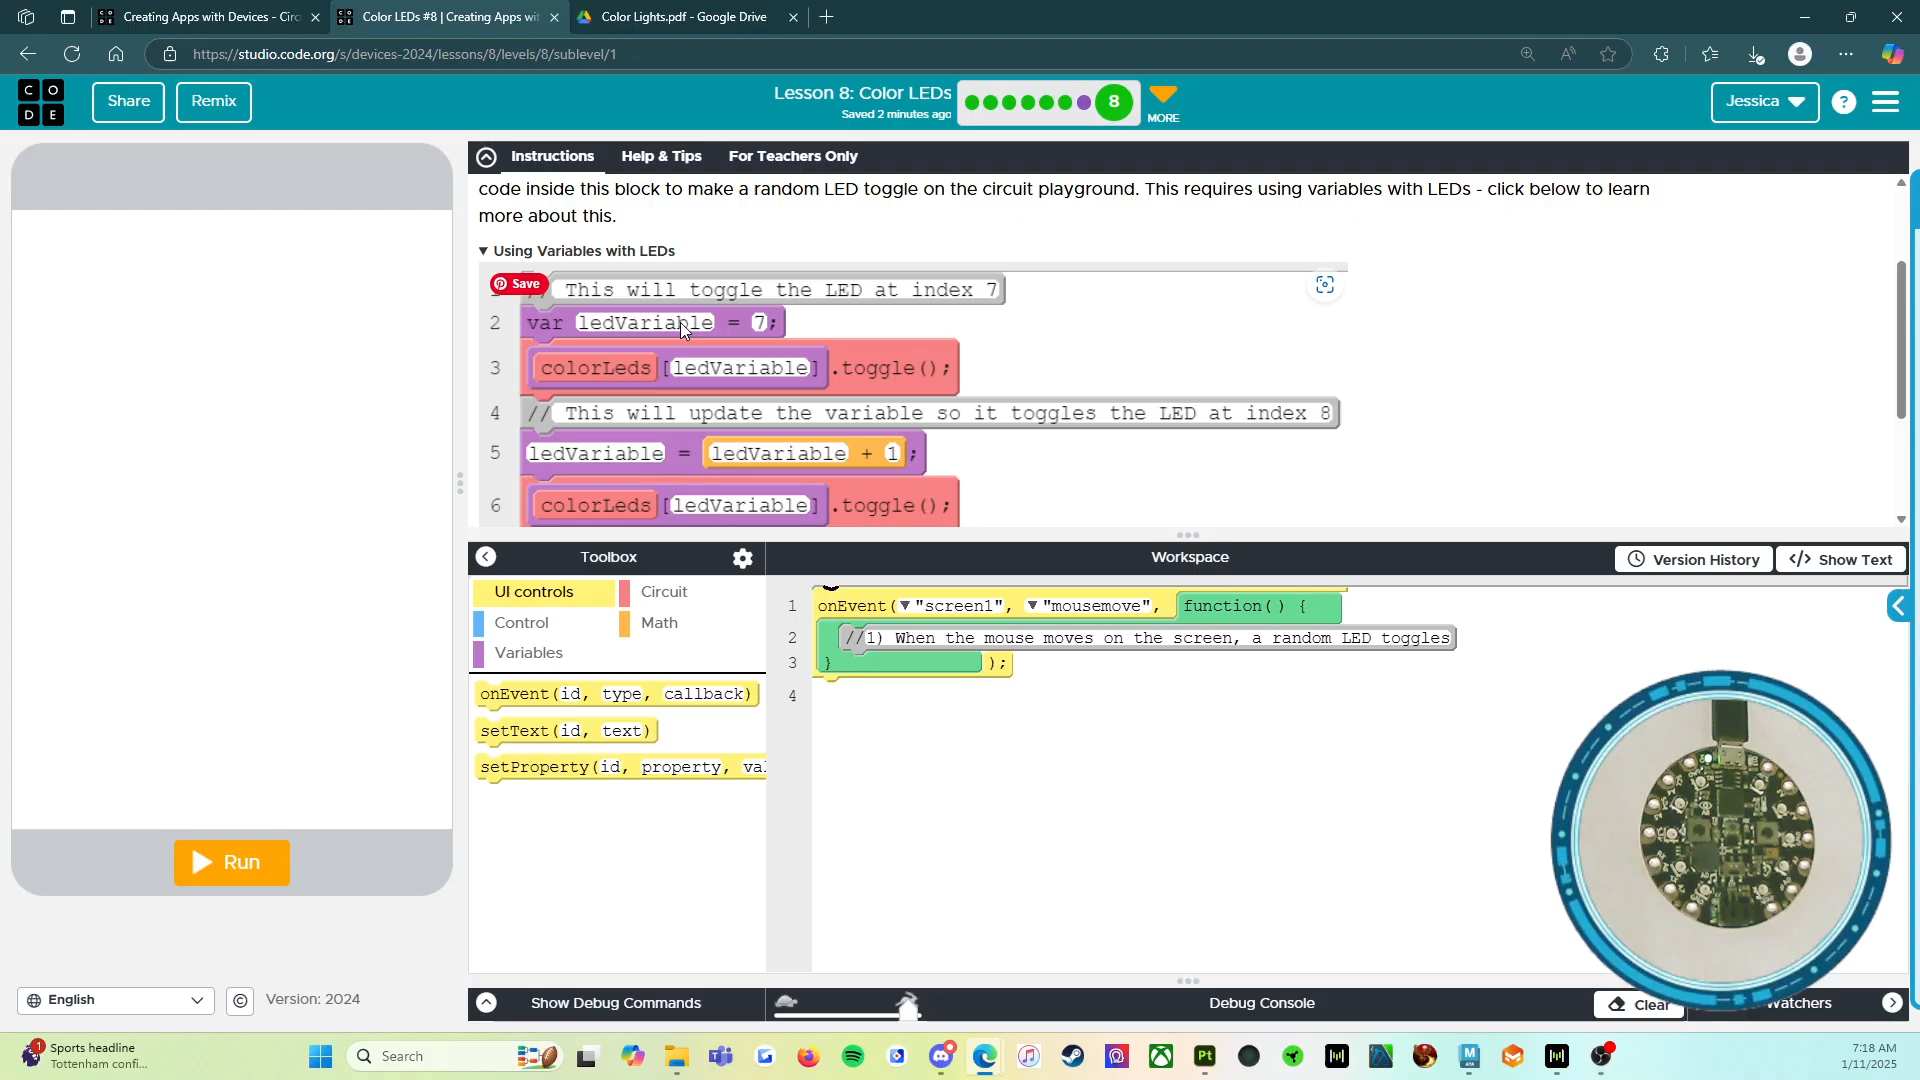 Creating Apps with Devices - Circ
Color LEDs #8 | Creating Apps wit
Color Lights.pdf - Google Drive
https://studio.code.org/s/devices-2024/lessons/8/levels/8/sublevel/1
C O
D E
Share
Remix
Lesson 8: Color LEDs
Saved 2 minutes ago
8
MORE
Jessica
?
Instructions
Help & Tips
For Teachers Only
code inside this block to make a random LED toggle on the circuit playground. This requires using variables with LEDs - click below to learn
more about this.
Using Variables with LEDs
Save
// This will toggle the LED at index 7
2 var ledVariable = 7;
3 colorLeds [ledVariable].toggle();
4 // This will update the variable so it toggles the LED at index 8
5 ledVariable = ledVariable + 1;
6 colorLeds [ledVariable].toggle();
Toolbox
Workspace
Version History
</> Show Text
UI controls
Circuit
Control
Math
Variables
onEvent(id, type, callback)
setText(id, text)
setProperty(id, property, val
1 onEvent(▼"screen1", ▼"mousemove", function() {
2 //1) When the mouse moves on the screen, a random LED toggles
3 } );
4
Run
English
©
Version: 2024
Show Debug Commands
Debug Console
Clear
Watchers
1
Sports headline
Tottenham confi...
Search
Pt
M
7:18 AM
1/11/2025